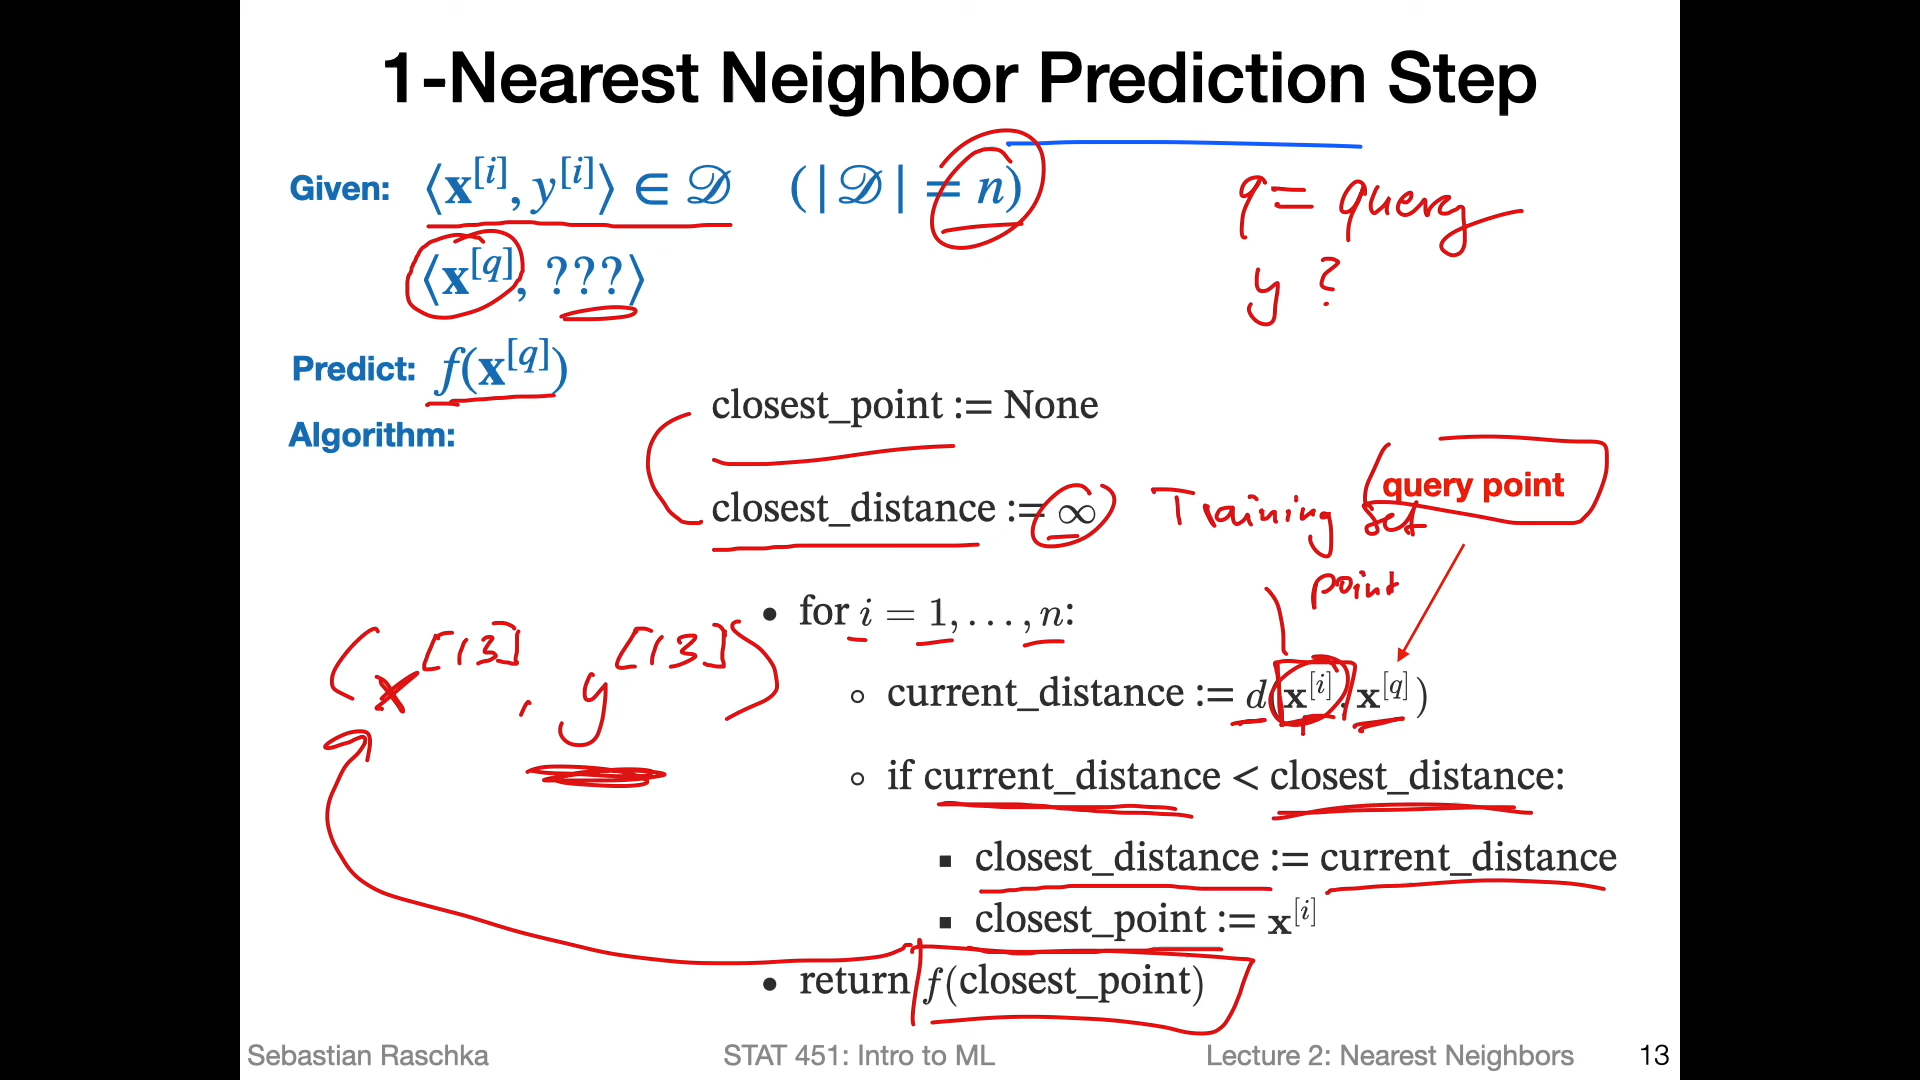 1-Nearest Neighbor Prediction Step
Given: ⟨x^[i], y^[i]⟩ ∈ 𝒟 (|𝒟| = n)
q = query
⟨x^[q], ???⟩
y ?
Predict: f(x^[q])
closest_point := None
Algorithm:
query point
closest_distance := ∞
Training set
point
• for i = 1, . . . , n:
(x^[13], y^[13])
◦ current_distance := d(x^[i], x^[q])
◦ if current_distance < closest_distance:
▪ closest_distance := current_distance
▪ closest_point := x^[i]
• return f(closest_point)
Sebastian Raschka STAT 451: Intro to ML Lecture 2: Nearest Neighbors 13